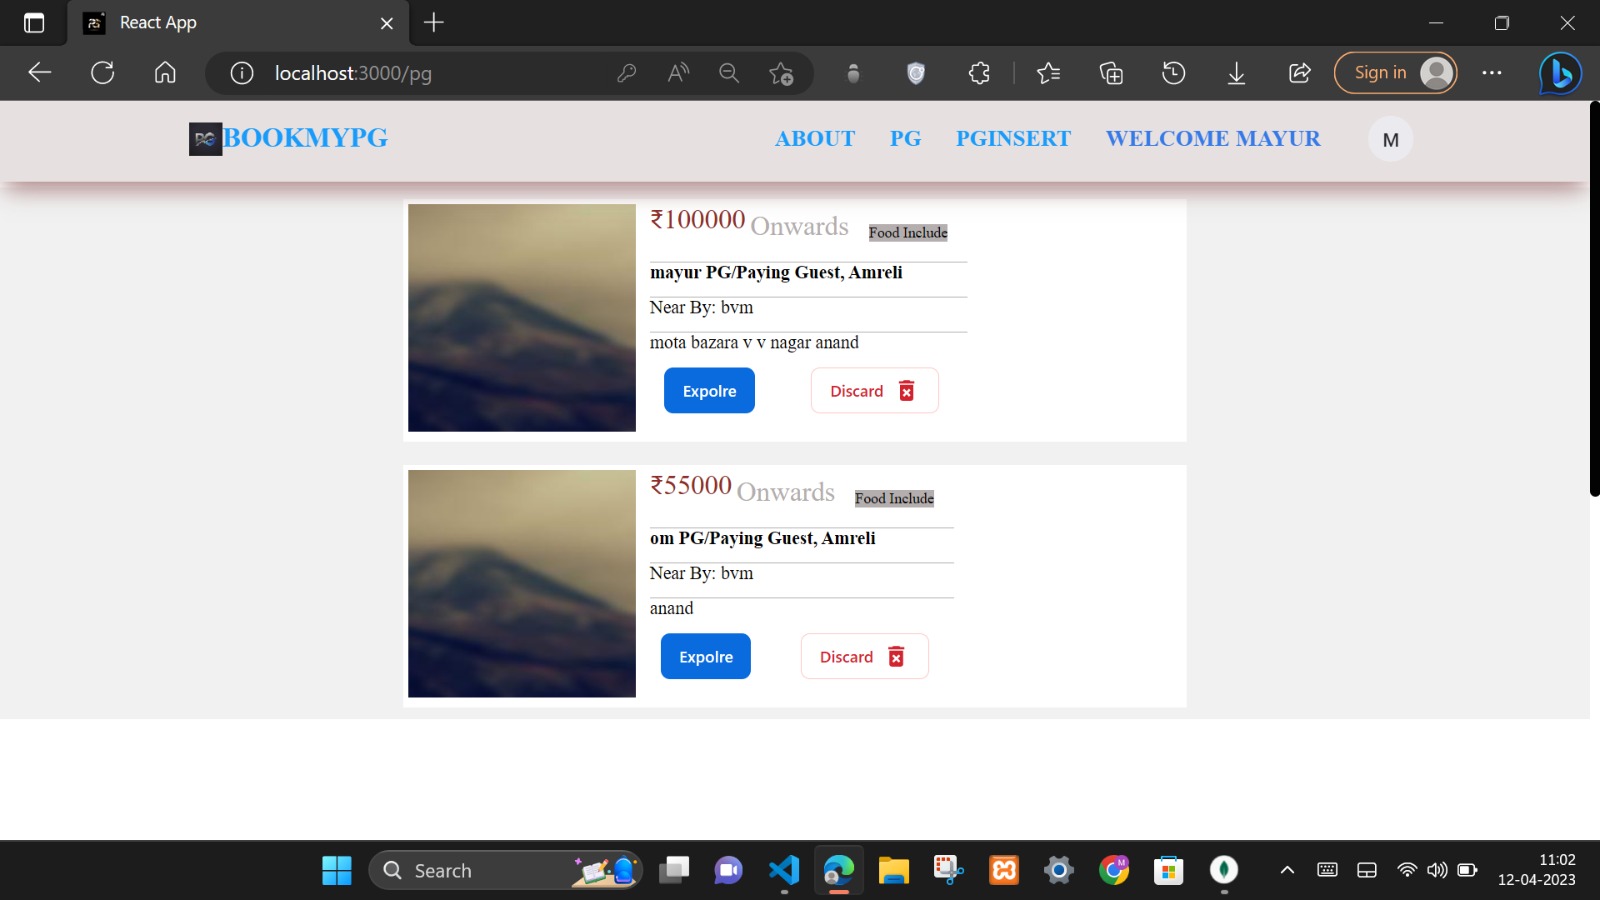 React App
localhost:3000/pg
Sign in
BOOKMYPG
ABOUT PG PGINSERT WELCOME MAYUR M
₹100000 Onwards Food Include
mayur PG/Paying Guest, Amreli
Near By: bvm
mota bazara v v nagar anand
Expolre Discard
₹55000 Onwards Food Include
om PG/Paying Guest, Amreli
Near By: bvm
anand
Expolre Discard
Search
11:02
12-04-2023